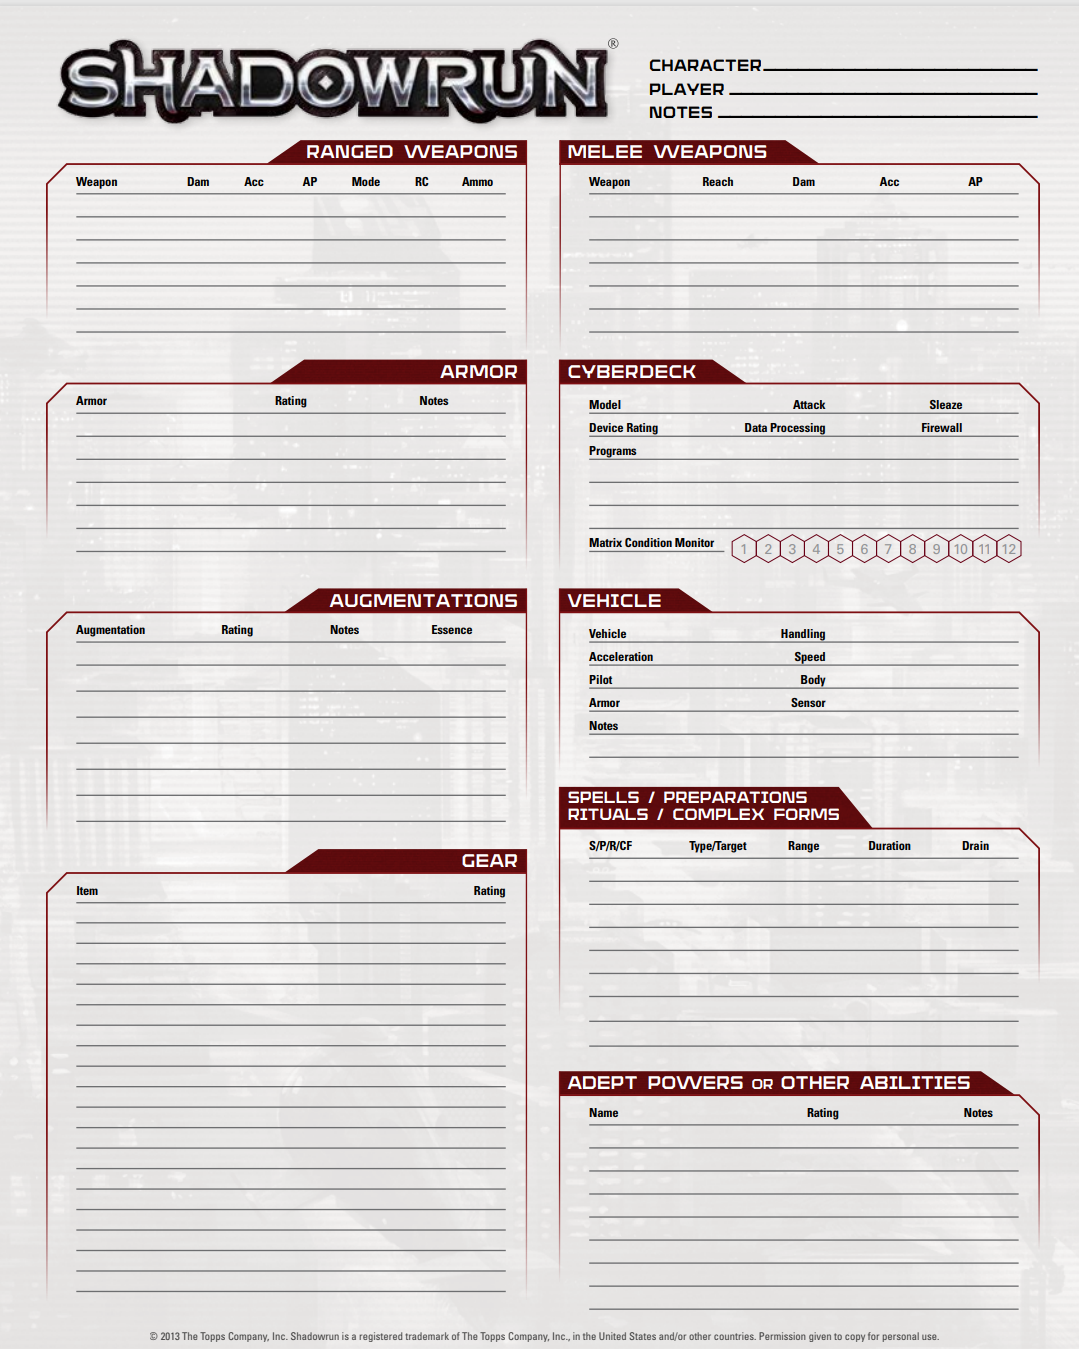 SHADOWRUN®
CHARACTER
PLAYER
NOTES
RANGED WEAPONS
Weapon Dam Acc AP Mode RC Ammo
MELEE WEAPONS
Weapon Reach Dam Acc AP
ARMOR
Armor Rating Notes
CYBERDECK
Model Attack Sleaze
Device Rating Data Processing Firewall
Programs
Matrix Condition Monitor 1 2 3 4 5 6 7 8 9 10 11 12
AUGMENTATIONS
Augmentation Rating Notes Essence
VEHICLE
Vehicle Handling
Acceleration Speed
Pilot Body
Armor Sensor
Notes
SPELLS / PREPARATIONS
RITUALS / COMPLEX FORMS
S/P/R/CF Type/Target Range Duration Drain
GEAR
Item Rating
ADEPT POWERS OR OTHER ABILITIES
Name Rating Notes
© 2013 The Topps Company, Inc. Shadowrun is a registered trademark of The Topps Company, Inc., in the United States and/or other countries. Permission given to copy for personal use.